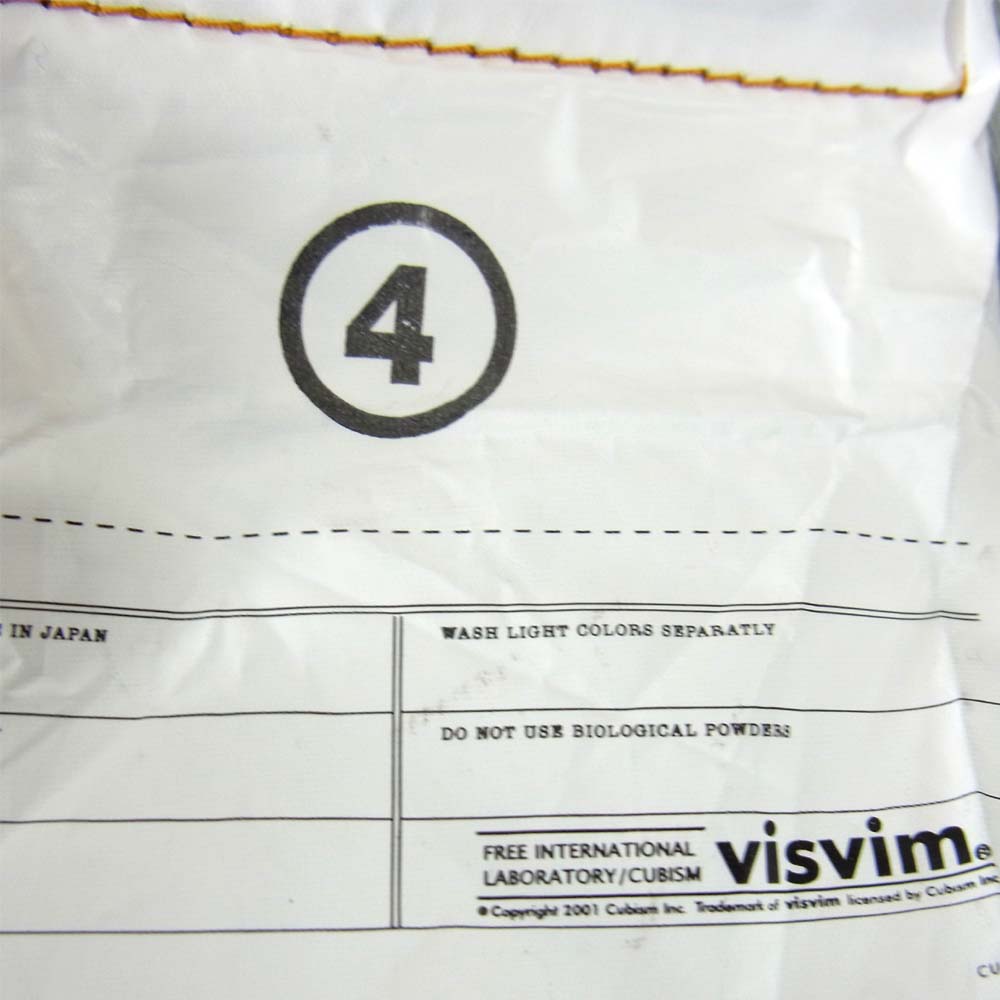 4
IN JAPAN
WASH LIGHT COLORS SEPARATLY
DO NOT USE BIOLOGICAL POWDERS
FREE INTERNATIONAL
LABORATORY/CUBISM
visvim®
©Copyright 2001 Cubism Inc. Trademark of visvim licensed by Cubism Inc
CU